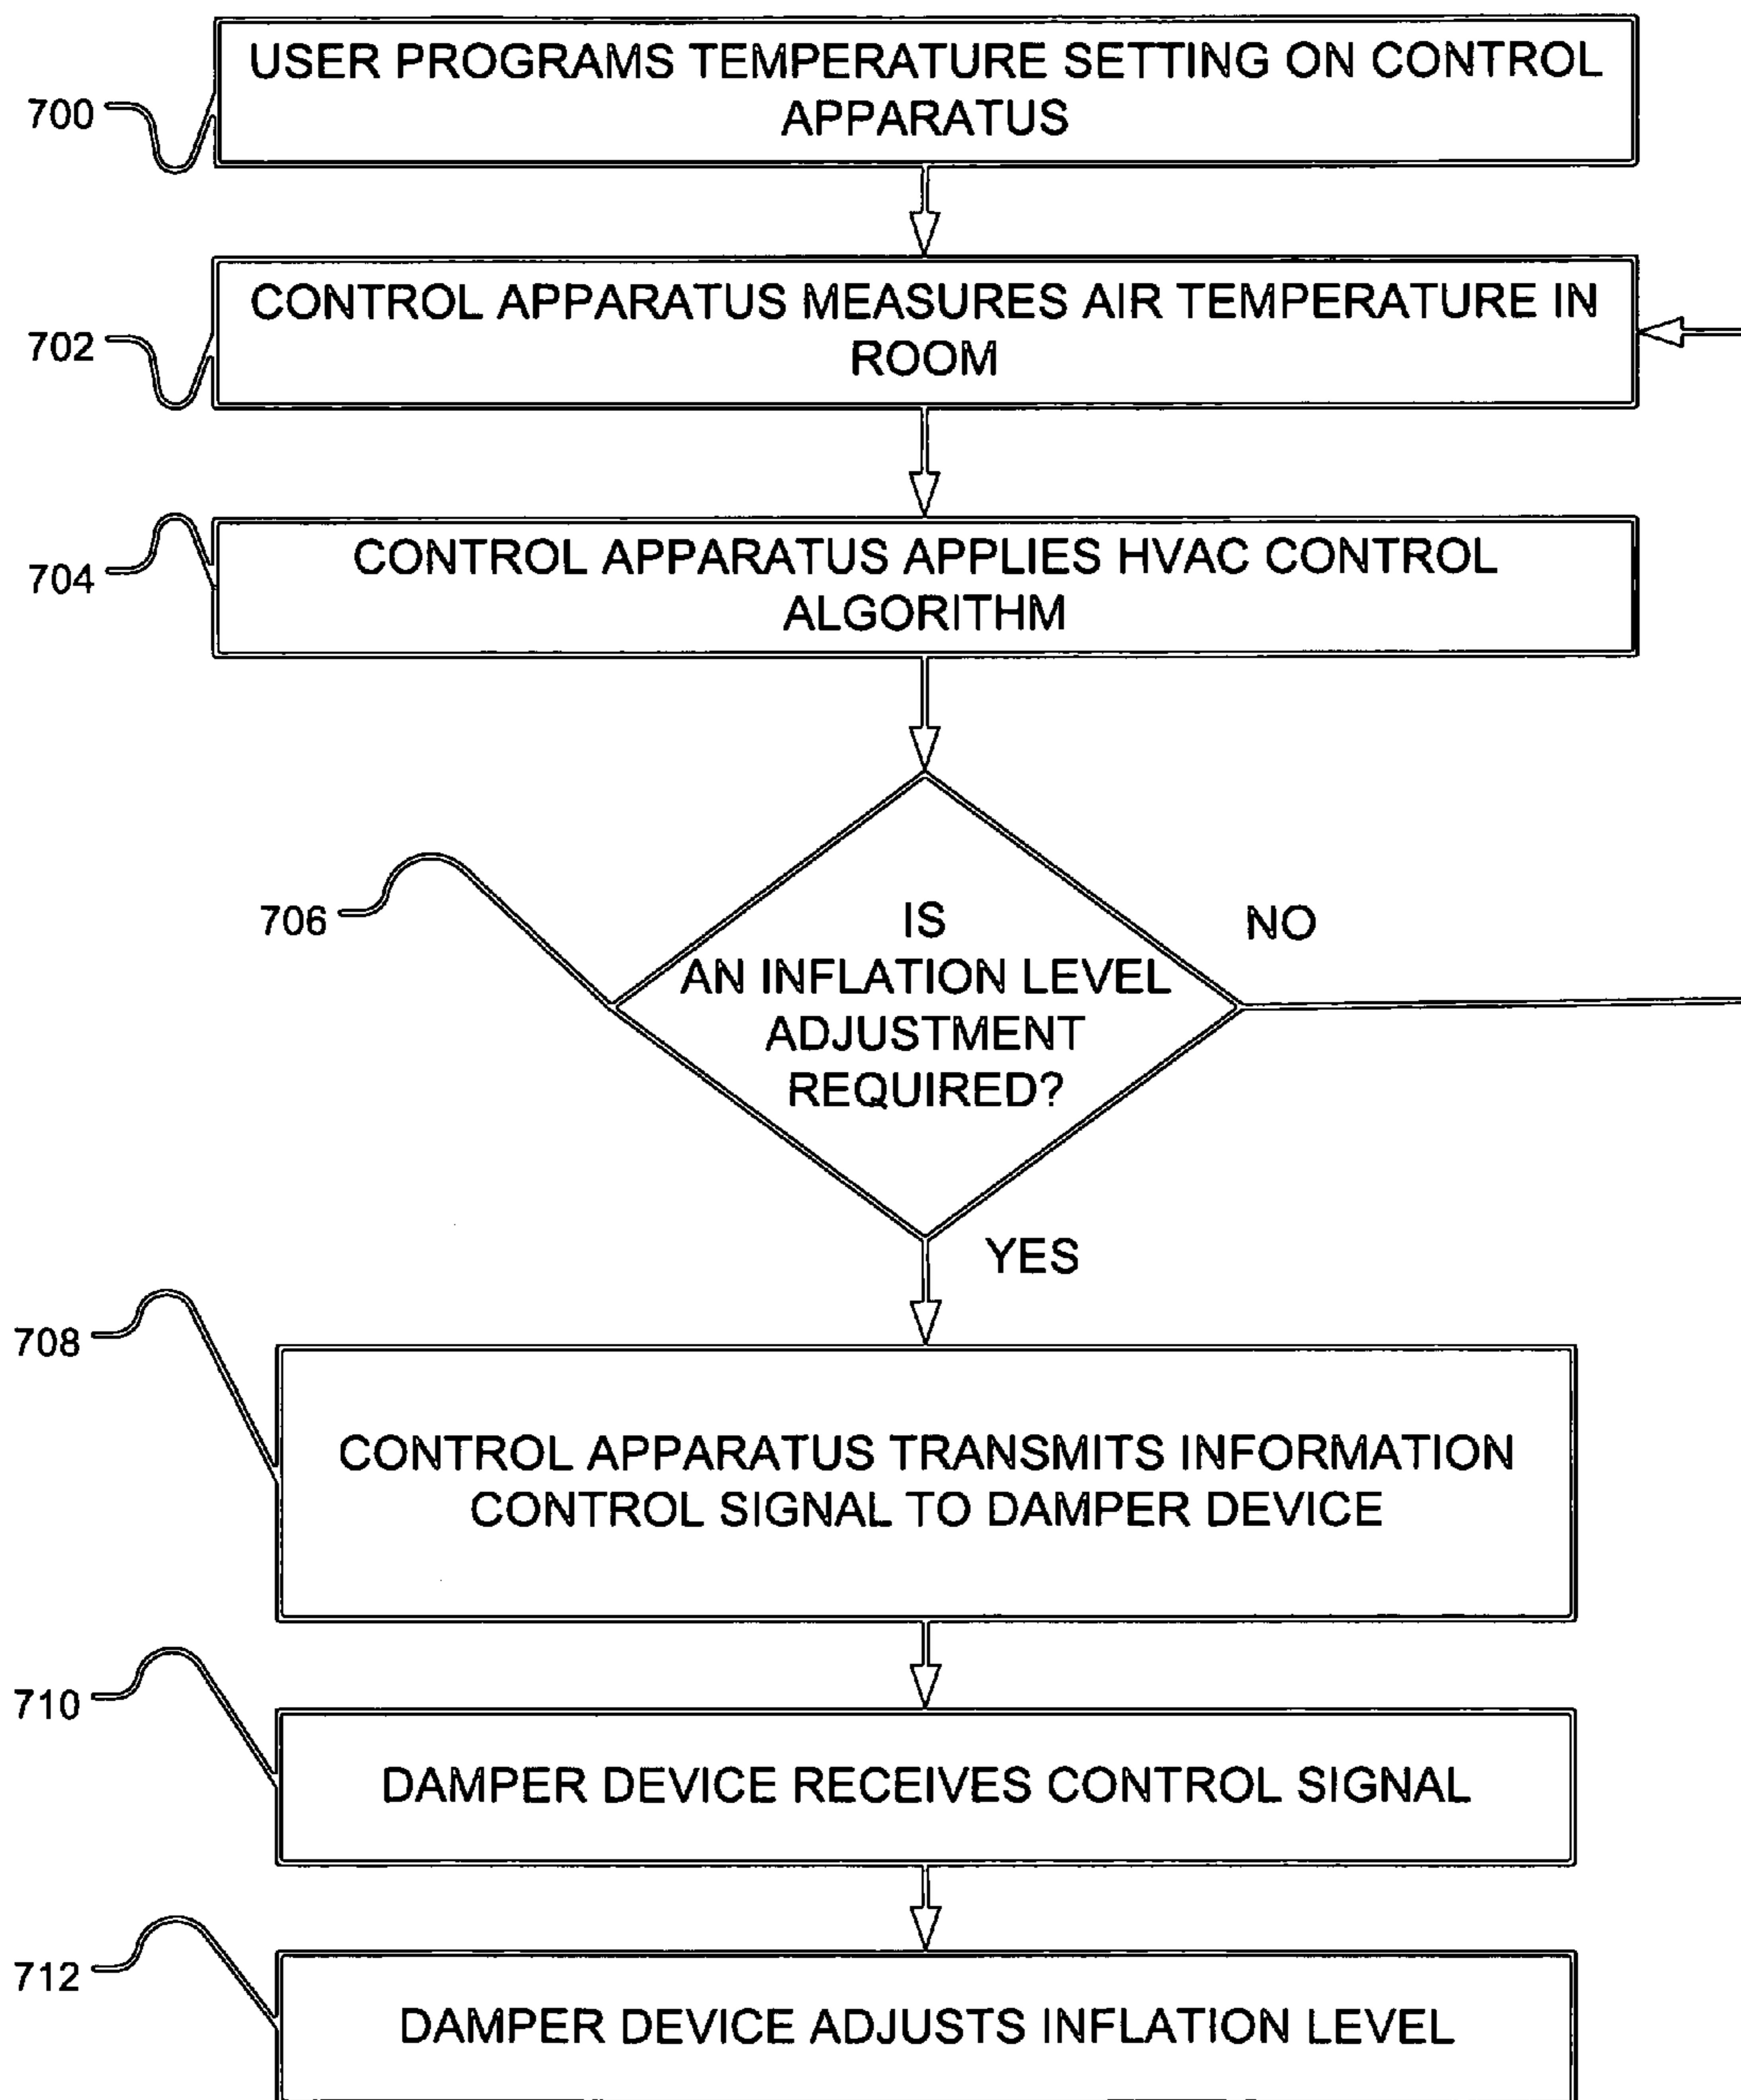 USER PROGRAMS TEMPERATURE SETTING ON CONTROL
APPARATUS
700
CONTROL APPARATUS MEASURES AIR TEMPERATURE IN
ROOM
702
CONTROL APPARATUS APPLIES HVAC CONTROL
ALGORITHM
704
706
IS
AN INFLATION LEVEL
ADJUSTMENT
REQUIRED?
NO
YES
708
CONTROL APPARATUS TRANSMITS INFORMATION
CONTROL SIGNAL TO DAMPER DEVICE
710
DAMPER DEVICE RECEIVES CONTROL SIGNAL
712
DAMPER DEVICE ADJUSTS INFLATION LEVEL